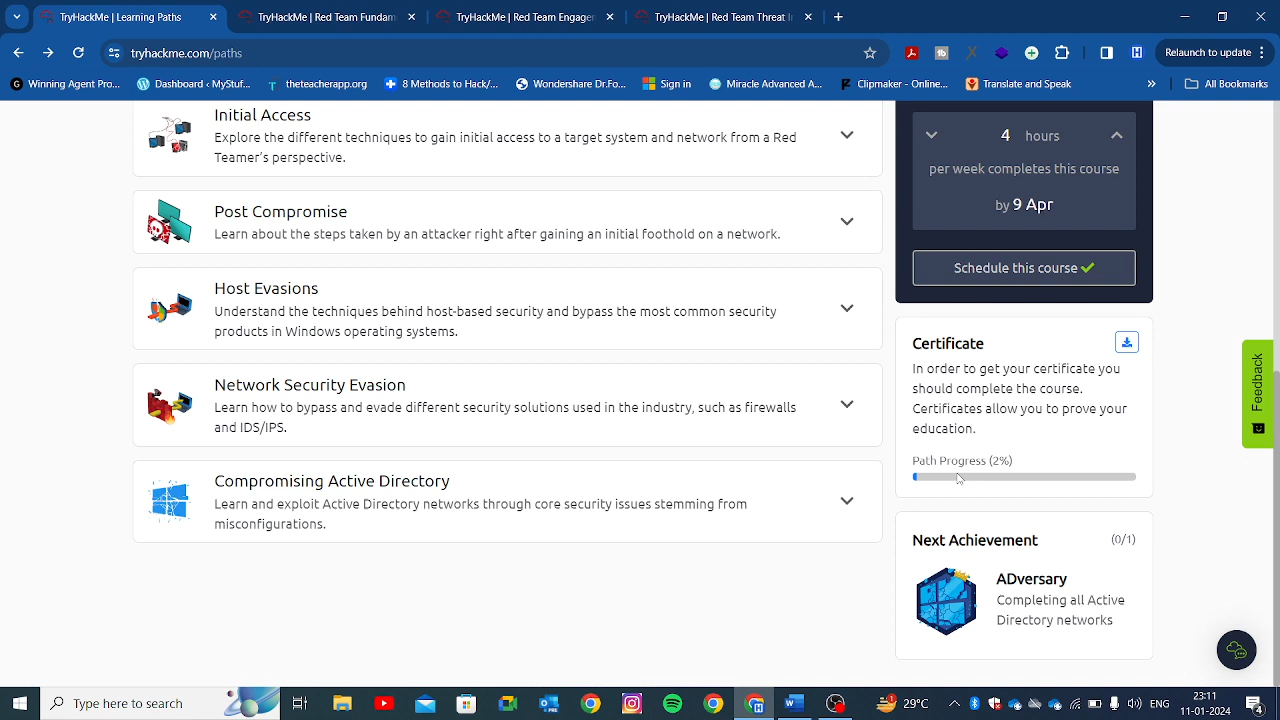 TryHackMe | Learning Paths
TryHackMe | Red Team Fundam
TryHackMe | Red Team Engager
TryHackMe | Red Team Threat I
tryhackme.com/paths
Relaunch to update
Winning Agent Pro...
Dashboard ‹ MyStuf...
theteacherapp.org
8 Methods to Hack/...
Wondershare Dr.Fo...
Sign in
Miracle Advanced A...
Clipmaker - Online...
Translate and Speak
»
All Bookmarks
Initial Access
Explore the different techniques to gain initial access to a target system and network from a Red
Teamer's perspective.
Post Compromise
Learn about the steps taken by an attacker right after gaining an initial foothold on a network.
Host Evasions
Understand the techniques behind host-based security and bypass the most common security
products in Windows operating systems.
Network Security Evasion
Learn how to bypass and evade different security solutions used in the industry, such as firewalls
and IDS/IPS.
Compromising Active Directory
Learn and exploit Active Directory networks through core security issues stemming from
misconfigurations.
4 hours
per week completes this course
by 9 Apr
Schedule this course
Certificate
In order to get your certificate you
should complete the course.
Certificates allow you to prove your
education.
Path Progress (2%)
Next Achievement (0/1)
ADversary
Completing all Active
Directory networks
Feedback
Type here to search
29°C
ENG
23:11
11-01-2024